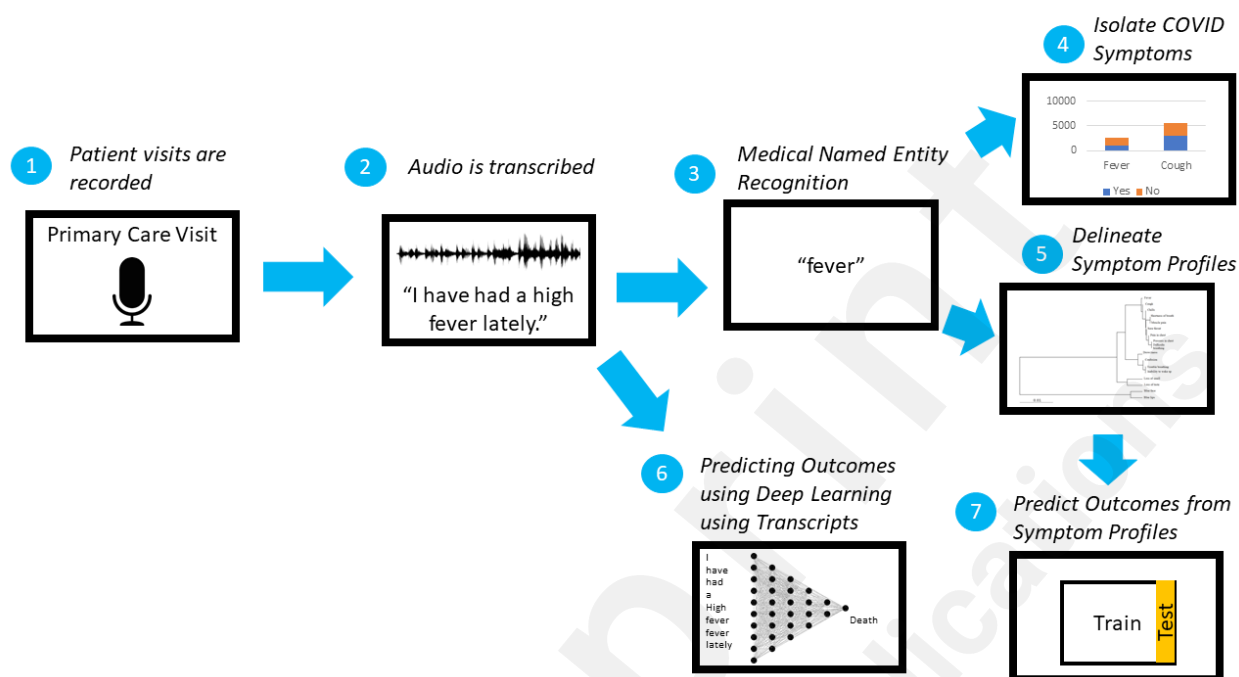 1
Patient visits are
recorded
Primary Care Visit
2
Audio is transcribed
“I have had a high
fever lately.”
3
Medical Named Entity
Recognition
“fever”
4
Isolate COVID
Symptoms
10000
5000
0
Fever Cough
Yes No
5
Delineate
Symptom Profiles
6
Predicting Outcomes
using Deep Learning
using Transcripts
I
have
had
a
High
fever
fever
lately
Death
7
Predict Outcomes from
Symptom Profiles
Train
Test